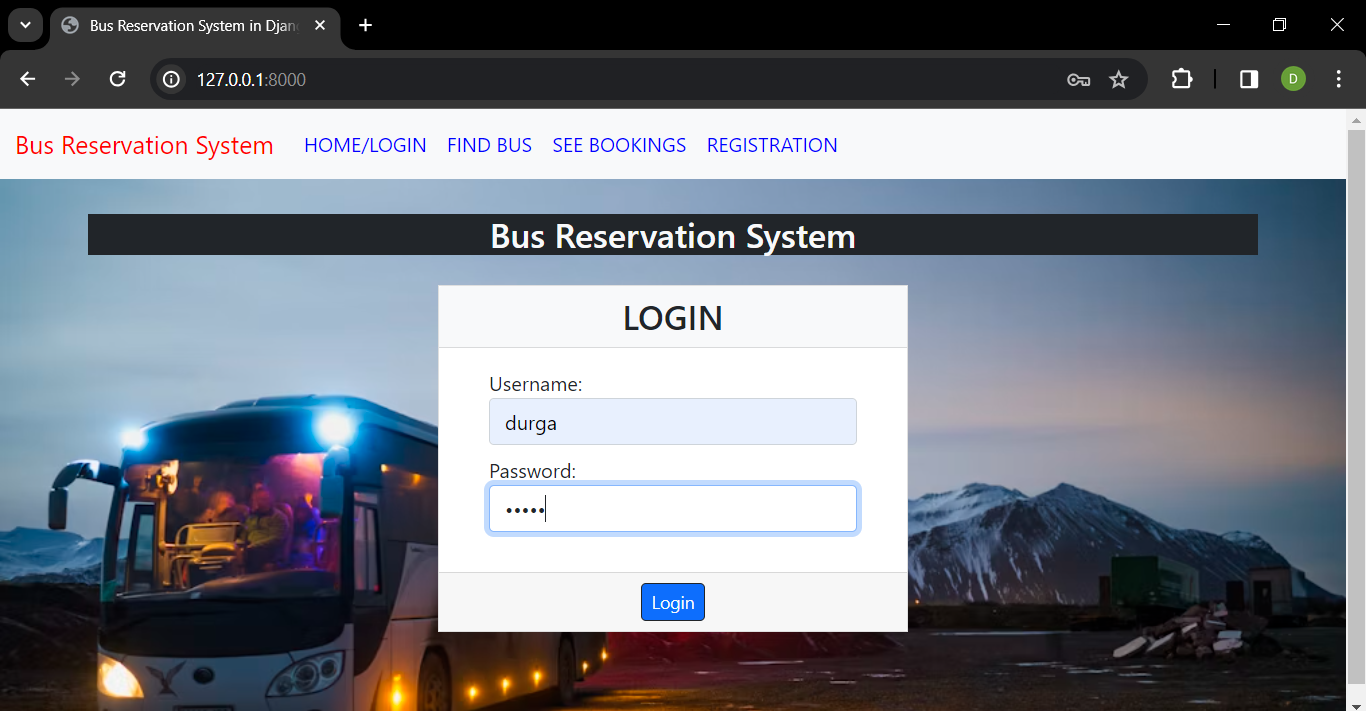 Bus Reservation System in Djan
127.0.0.1:8000
D
Bus Reservation System HOME/LOGIN FIND BUS SEE BOOKINGS REGISTRATION
Bus Reservation System
LOGIN
Username:
durga
Password:
•••••
Login